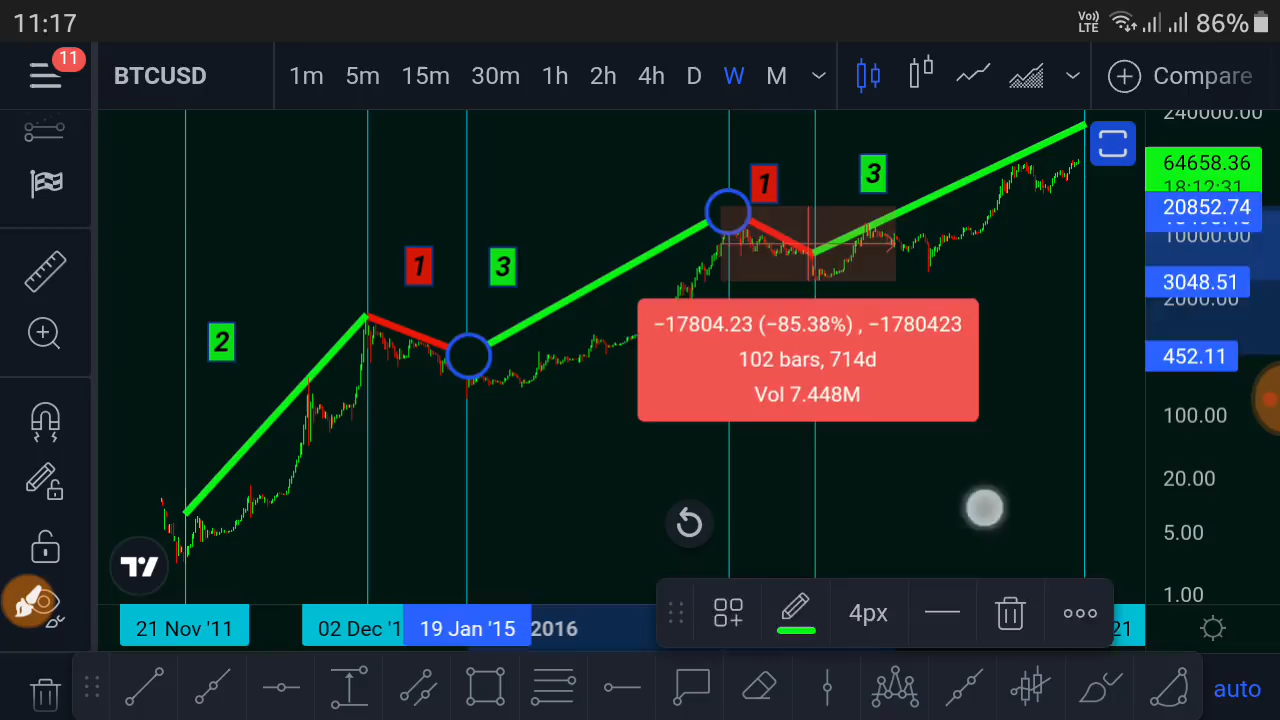 11:17
Vo) LTE 86%
11
BTCUSD 1m 5m 15m 30m 1h 2h 4h D W M Compare
240000.00
64658.36
18:12:31
20852.74
10000.00
3048.51
2000.00
452.11
100.00
20.00
5.00
1.00
1
3
1
3
2
−17804.23 (−85.38%) , −1780423
102 bars, 714d
Vol 7.448M
4px
21 Nov '11 02 Dec '1 19 Jan '15 2016 21
auto